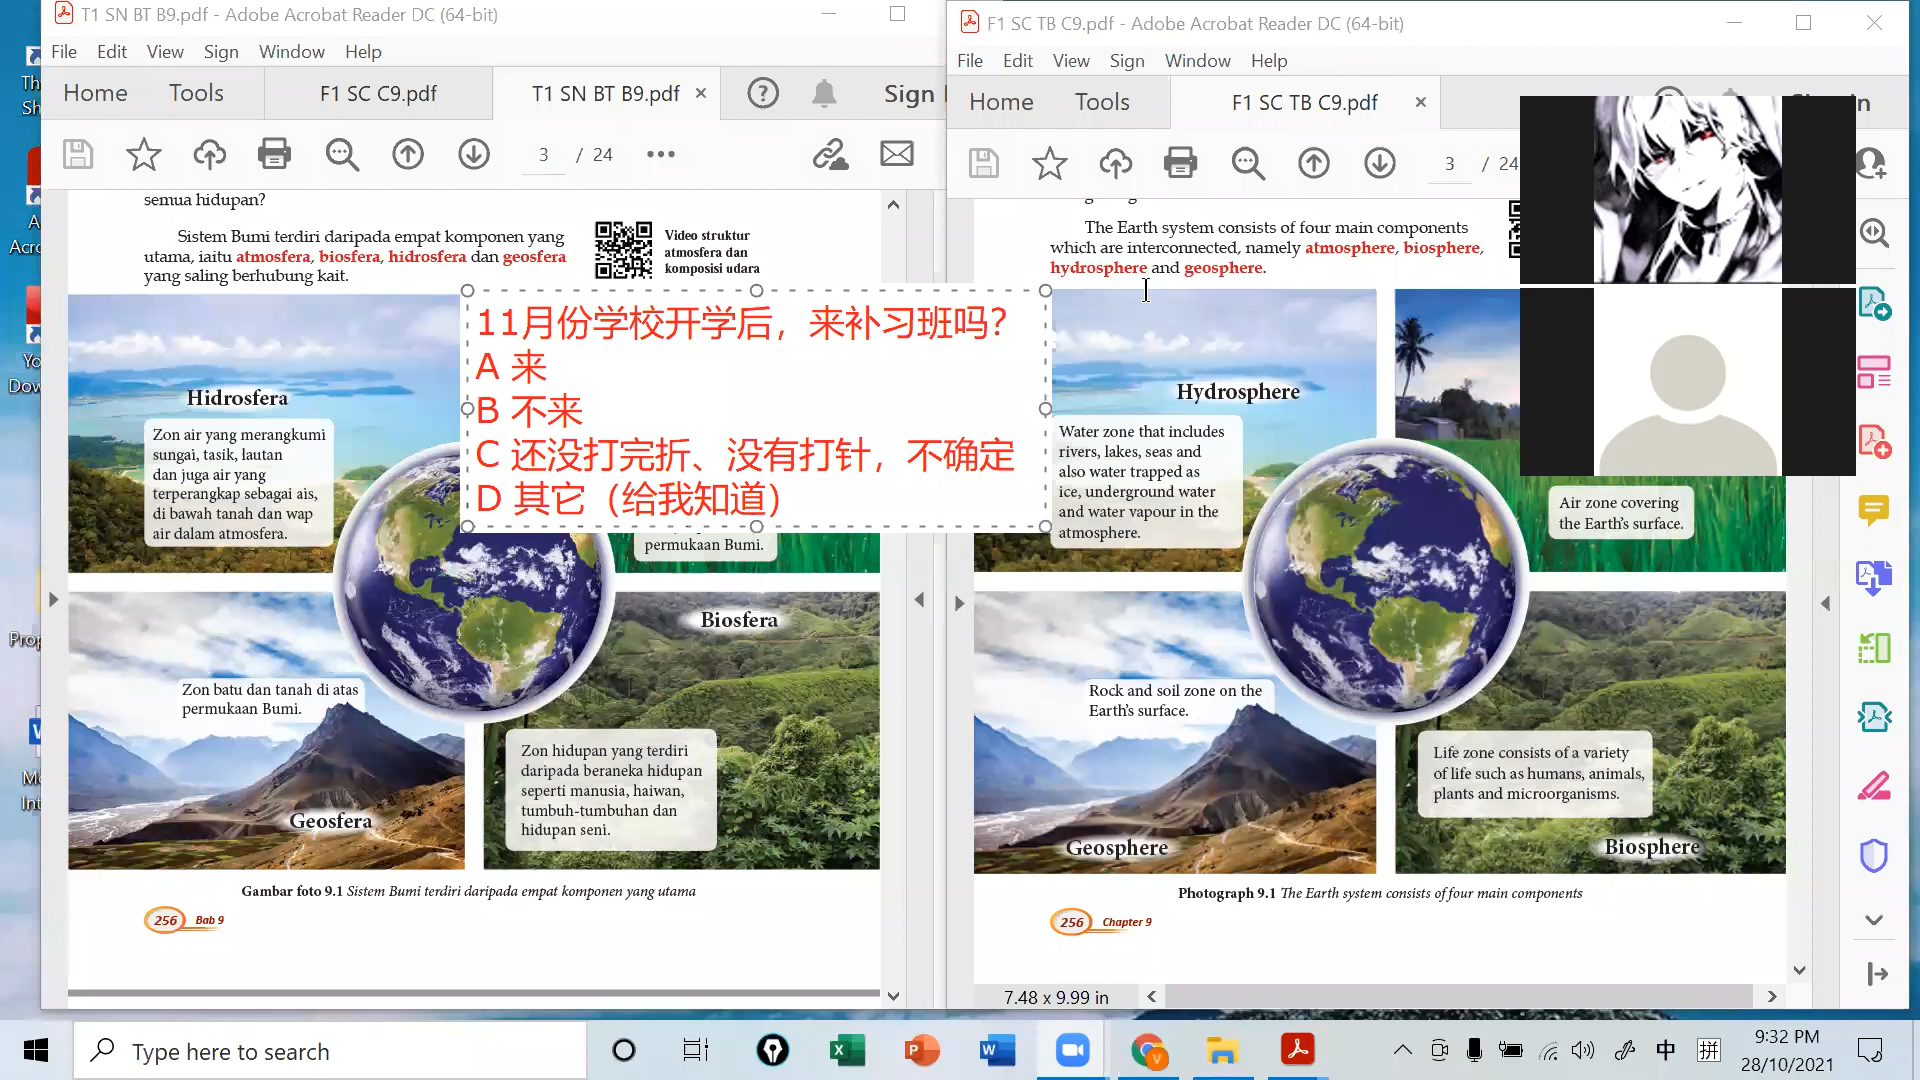 T1 SN BT B9.pdf - Adobe Acrobat Reader DC (64-bit)
File Edit View Sign Window Help
Home Tools F1 SC C9.pdf T1 SN BT B9.pdf × ? Sign
3 / 24
semua hidupan?
Sistem Bumi terdiri daripada empat komponen yang
utama, iaitu atmosfera, biosfera, hidrosfera dan geosfera
yang saling berhubung kait.
Video struktur
atmosfera dan
komposisi udara
Hidrosfera
Zon air yang merangkumi
sungai, tasik, lautan
dan juga air yang
terperangkap sebagai ais,
di bawah tanah dan wap
air dalam atmosfera.
permukaan Bumi.
Biosfera
Zon batu dan tanah di atas
permukaan Bumi.
Geosfera
Zon hidupan yang terdiri
daripada beraneka hidupan
seperti manusia, haiwan,
tumbuh-tumbuhan dan
hidupan seni.
Gambar foto 9.1 Sistem Bumi terdiri daripada empat komponen yang utama
256 Bab 9
11月份学校开学后，来补习班吗？
A 来
B 不来
C 还没打完折、没有打针，不确定
D 其它（给我知道）
F1 SC TB C9.pdf - Adobe Acrobat Reader DC (64-bit)
File Edit View Sign Window Help
Home Tools F1 SC TB C9.pdf ×
3 / 24
The Earth system consists of four main components
which are interconnected, namely atmosphere, biosphere,
hydrosphere and geosphere.
Hydrosphere
Water zone that includes
rivers, lakes, seas and
also water trapped as
ice, underground water
and water vapour in the
atmosphere.
Air zone covering
the Earth's surface.
Rock and soil zone on the
Earth's surface.
Geosphere
Life zone consists of a variety
of life such as humans, animals,
plants and microorganisms.
Biosphere
Photograph 9.1 The Earth system consists of four main components
256 Chapter 9
7.48 x 9.99 in
Type here to search
中 拼
9:32 PM
28/10/2021